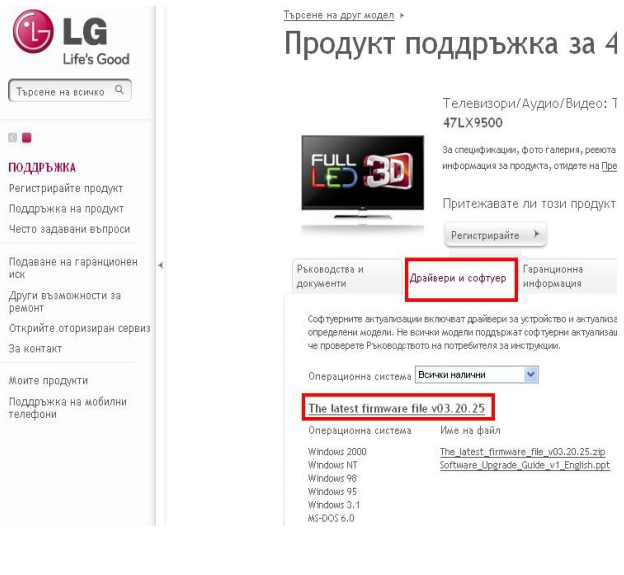 LG
Life's Good
Търсене на всичко
ПОДДРЪЖКА
Регистрирайте продукт
Поддръжка на продукт
Често задавани въпроси
Подаване на гаранционен
иск
Други възможности за
ремонт
Открийте оторизиран сервиз
За контакт
Моите продукти
Поддръжка на мобилни
телефони
Търсене на друг модел
Продукт поддръжка за 4
Телевизори/Аудио/Видео: Т
47LX9500
За спецификации, фото галерия, ревюта
информация за продукта, отидете на Пре
FULL
LED 3D
Притежавате ли този продукт
Регистрирайте
Ръководства и
документи
Драйвери и софтуер
Гаранционна
информация
Софтуерните актуализации включват драйвери за устройство и актуализа
определени модели. Не всички модели поддържат софтуерни актуализац
че проверете Ръководството на потребителя за инструкции.
Операционна система Всички налични
The latest firmware file v03.20.25
Операционна система Име на файл
Windows 2000 The_latest_firmware_file_v03.20.25.zip
Windows NT Software_Upgrade_Guide_v1_English.ppt
Windows 98
Windows 95
Windows 3.1
MS-DOS 6.0